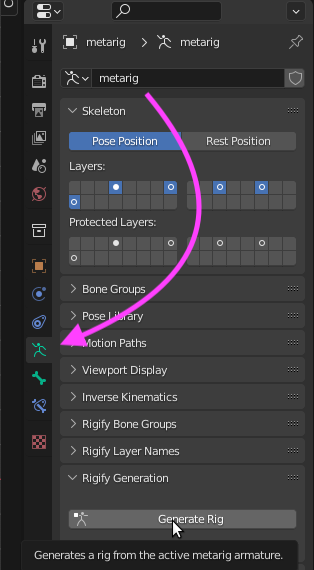 metarig > metarig
metarig
Skeleton
Pose Position Rest Position
Layers:
Protected Layers:
Bone Groups
Pose Library
Motion Paths
Viewport Display
Inverse Kinematics
Rigify Bone Groups
Rigify Layer Names
Rigify Generation
Generate Rig
Generates a rig from the active metarig armature.